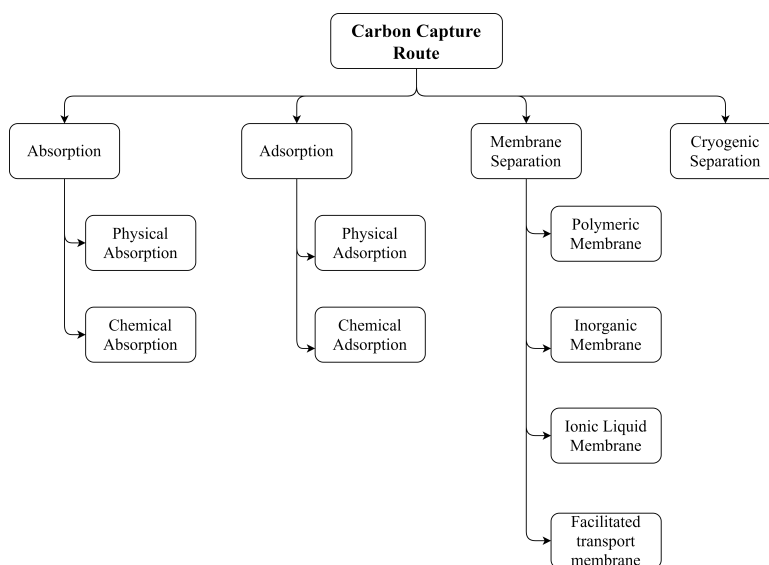 Carbon Capture
Route
Absorption
Adsorption
Membrane
Separation
Cryogenic
Separation
Physical
Absorption
Chemical
Absorption
Physical
Adsorption
Chemical
Adsorption
Polymeric
Membrane
Inorganic
Membrane
Ionic Liquid
Membrane
Facilitated
transport
membrane